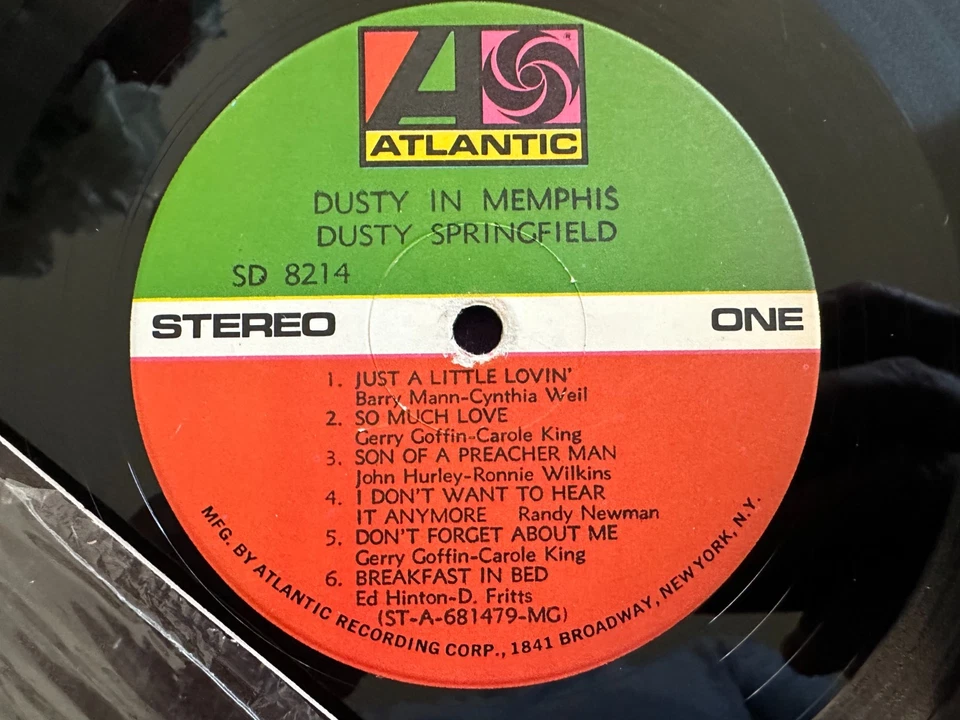 ATLANTIC
DUSTY IN MEMPHIS
DUSTY SPRINGFIELD
SD 8214
STEREO ONE
1. JUST A LITTLE LOVIN'
Barry Mann-Cynthia Weil
2. SO MUCH LOVE
Gerry Goffin-Carole King
3. SON OF A PREACHER MAN
John Hurley-Ronnie Wilkins
4. I DON'T WANT TO HEAR
IT ANYMORE Randy Newman
5. DON'T FORGET ABOUT ME
Gerry Goffin-Carole King
6. BREAKFAST IN BED
Ed Hinton-D. Fritts
(ST-A-681479-MG)
MFG. BY ATLANTIC RECORDING CORP., 1841 BROADWAY, NEW YORK, N.Y.